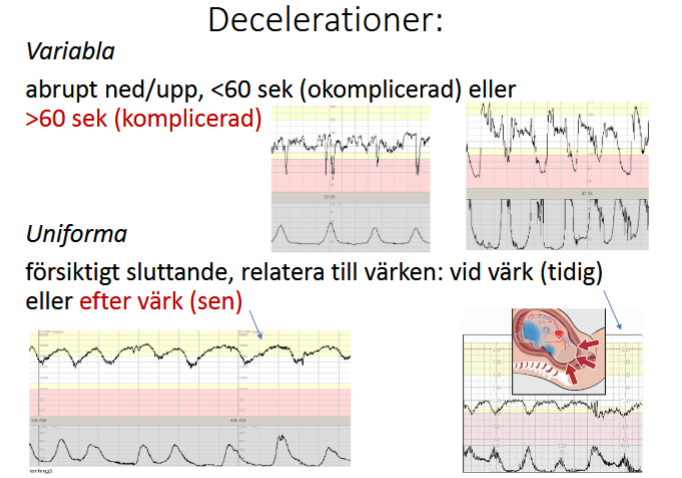 Decelerationer:
Variabla
abrupt ned/upp, <60 sek (okomplicerad) eller
>60 sek (komplicerad)
Uniforma
försiktigt sluttande, relatera till värken: vid värk (tidig)
eller efter värk (sen)